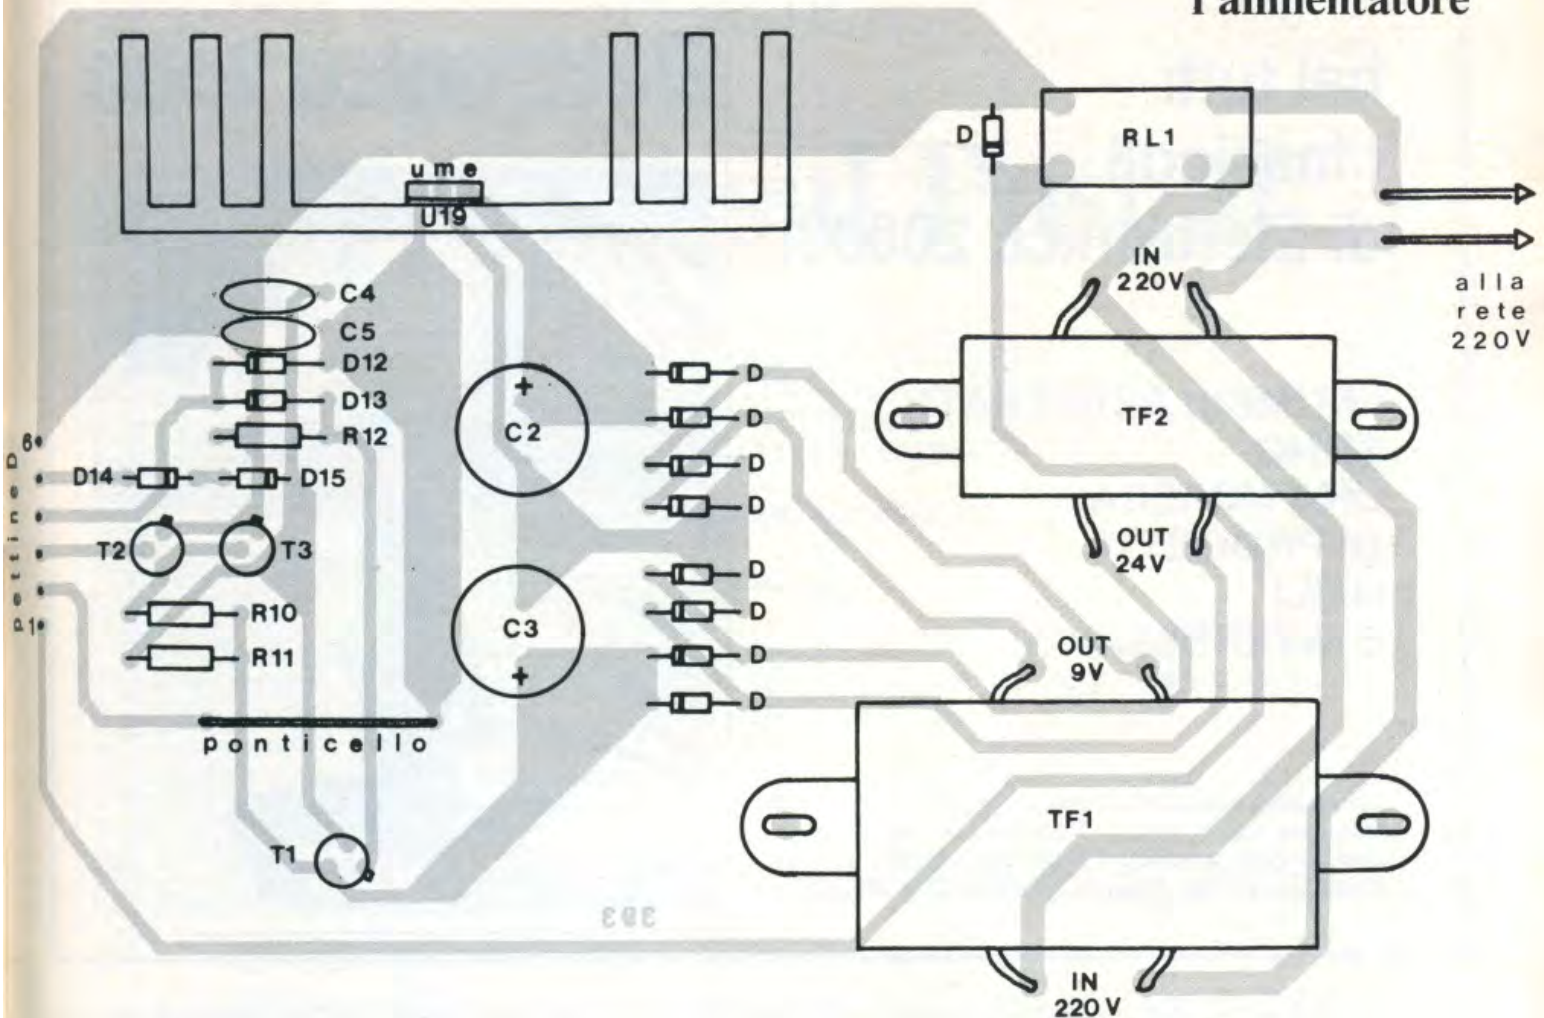 l'alimentatore
u m e
U19
D
RL1
IN
220V
alla
rete
220V
C4
C5
D12
D13
R12
D14
D15
T2
T3
R10
R11
ponticello
T1
+
C2
C3
+
D
D
D
D
D
D
D
D
TF2
OUT
24V
OUT
9V
TF1
IN
220V
6
pettine D
1
393